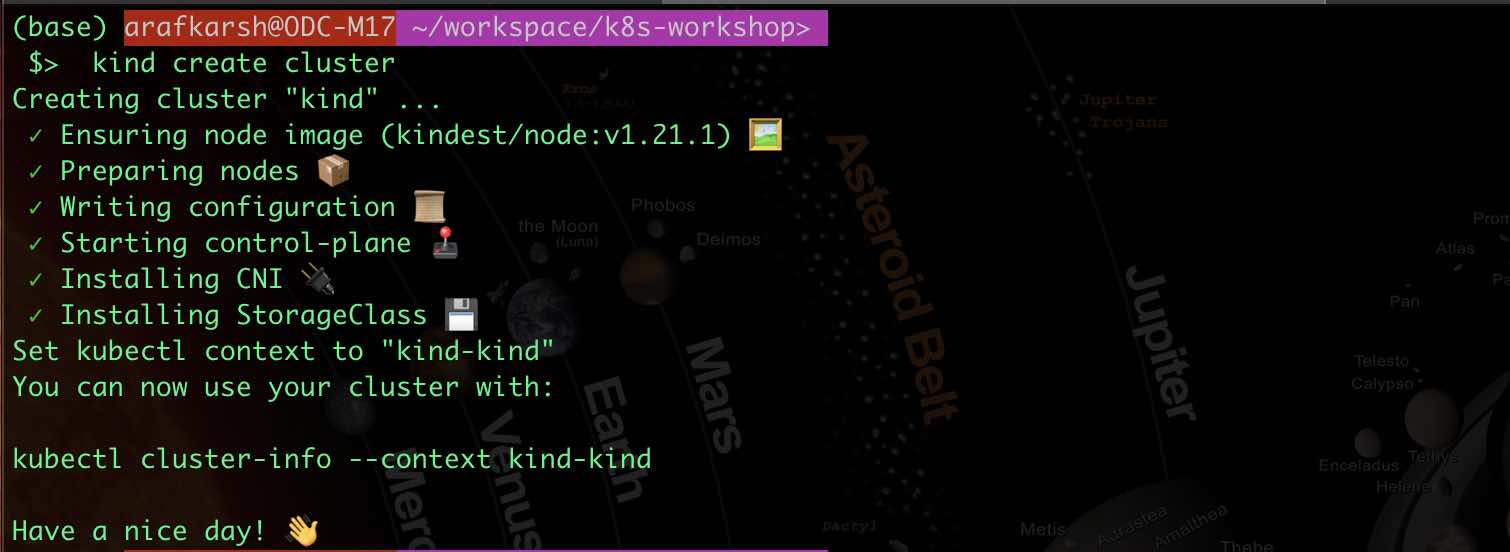 (base) arafkarsh@ODC-M17 ~/workspace/k8s-workshop>
$> kind create cluster
Creating cluster "kind" ...
✓ Ensuring node image (kindest/node:v1.21.1) 🖼
✓ Preparing nodes 📦
✓ Writing configuration 📜
✓ Starting control-plane 🕹
✓ Installing CNI 🔌
✓ Installing StorageClass 💾
Set kubectl context to "kind-kind"
You can now use your cluster with:
kubectl cluster-info --context kind-kind
Have a nice day! 👋
Eros
the Moon
(Luna)
Phobos
Deimos
Venus
Earth
Mars
Asteroid Belt
Dactyl
Jupiter
Trojans
Jupiter
Metis
Adrastea
Amalthea
Thebe
Atlas
Pan
Telesto
Calypso
Enceladus
Tethys
Helene